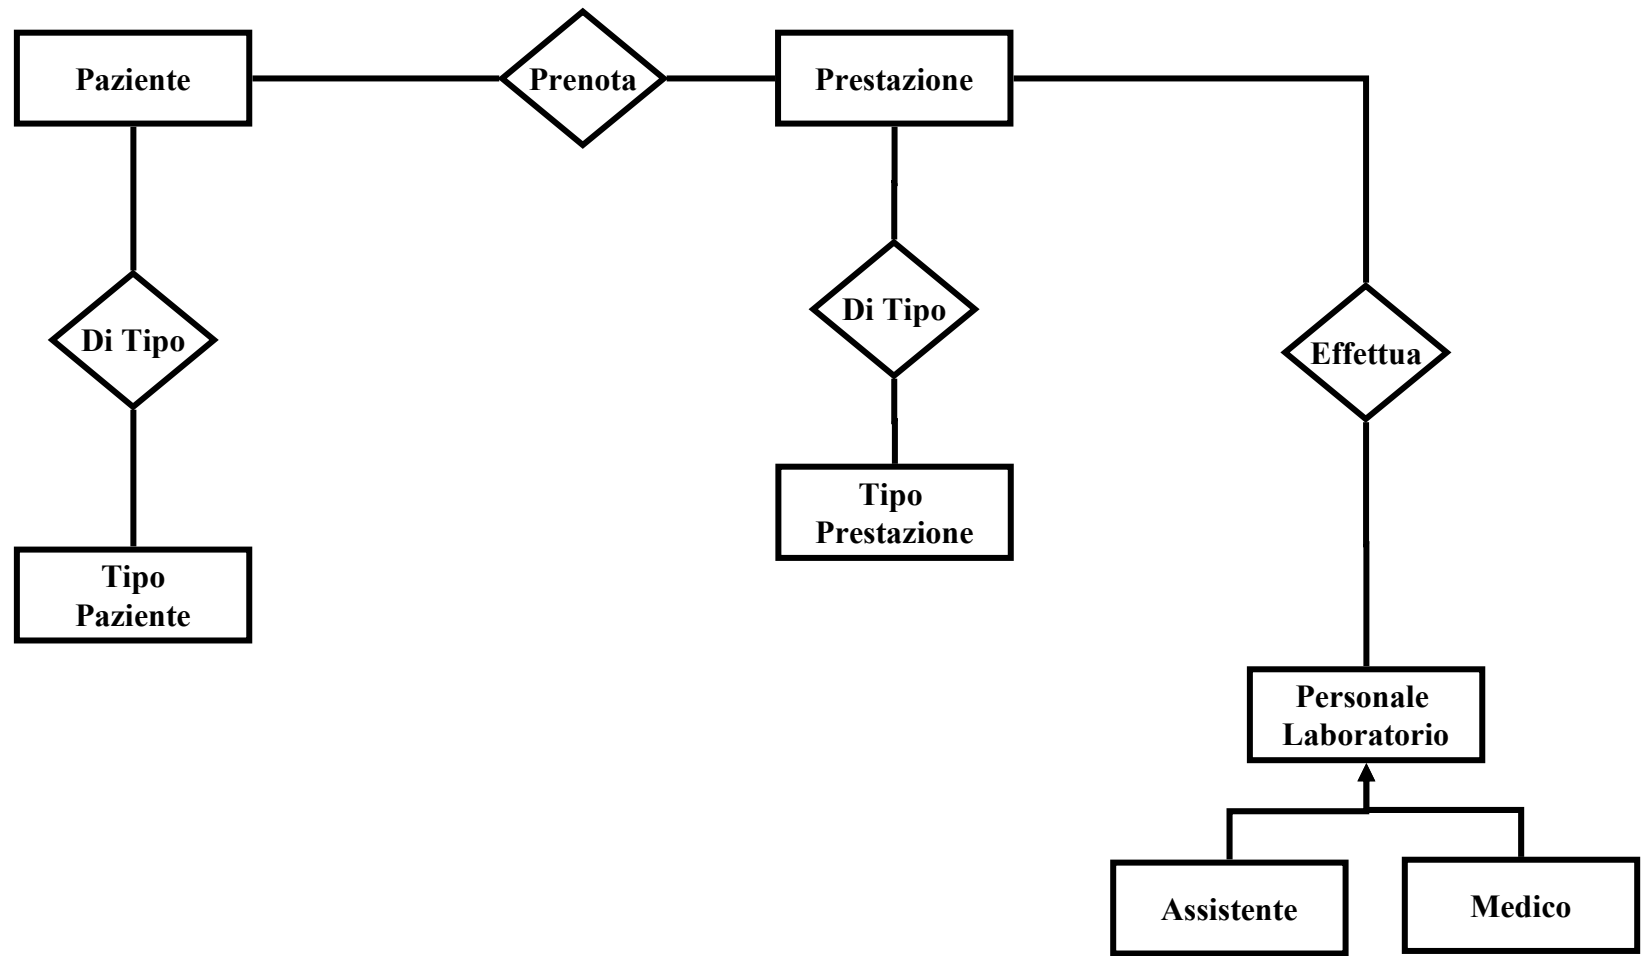 Paziente
Prenota
Prestazione
Di Tipo
Di Tipo
Effettua
Tipo
Prestazione
Tipo
Paziente
Personale
Laboratorio
Assistente
Medico